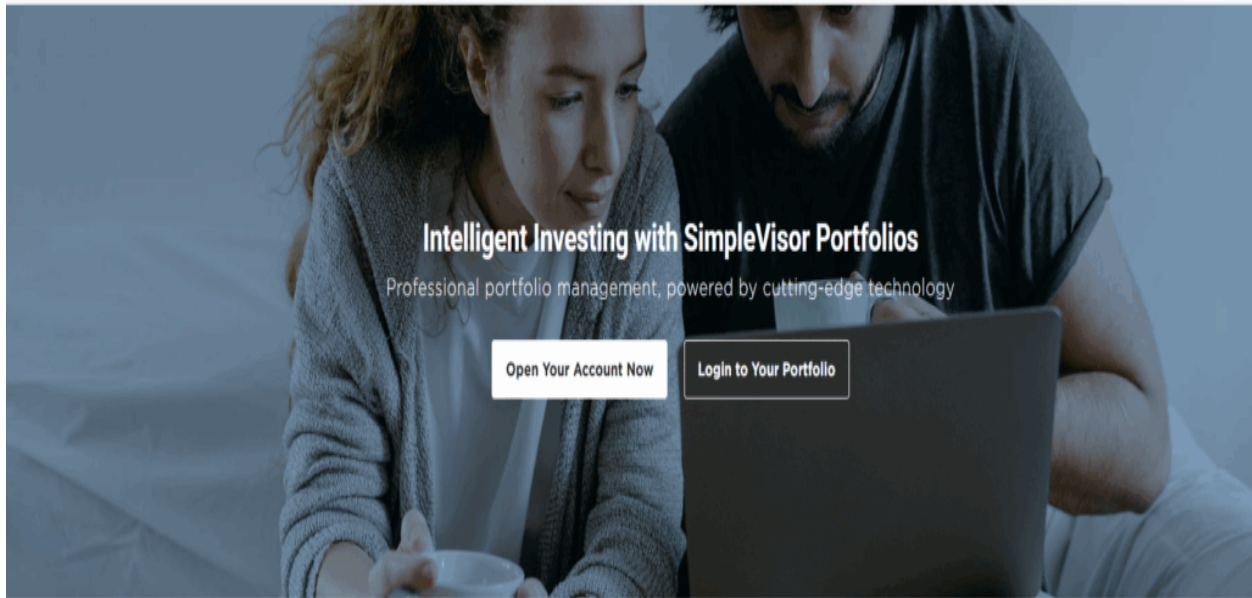 Intelligent Investing with SimpleVisor Portfolios
Professional portfolio management, powered by cutting-edge technology
Open Your Account Now
Login to Your Portfolio